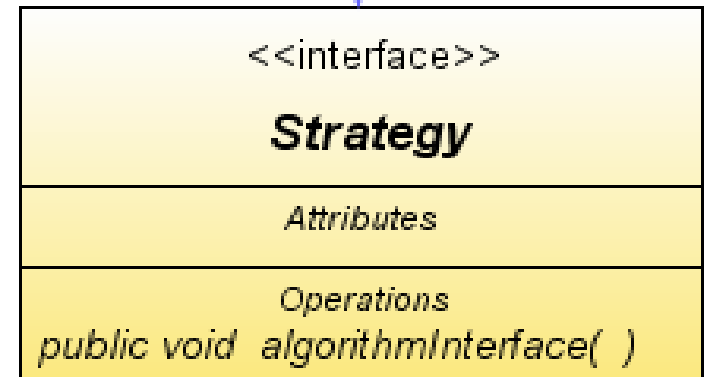 <<interface>>
Strategy
Attributes
Operations
public void algorithmInterface( )